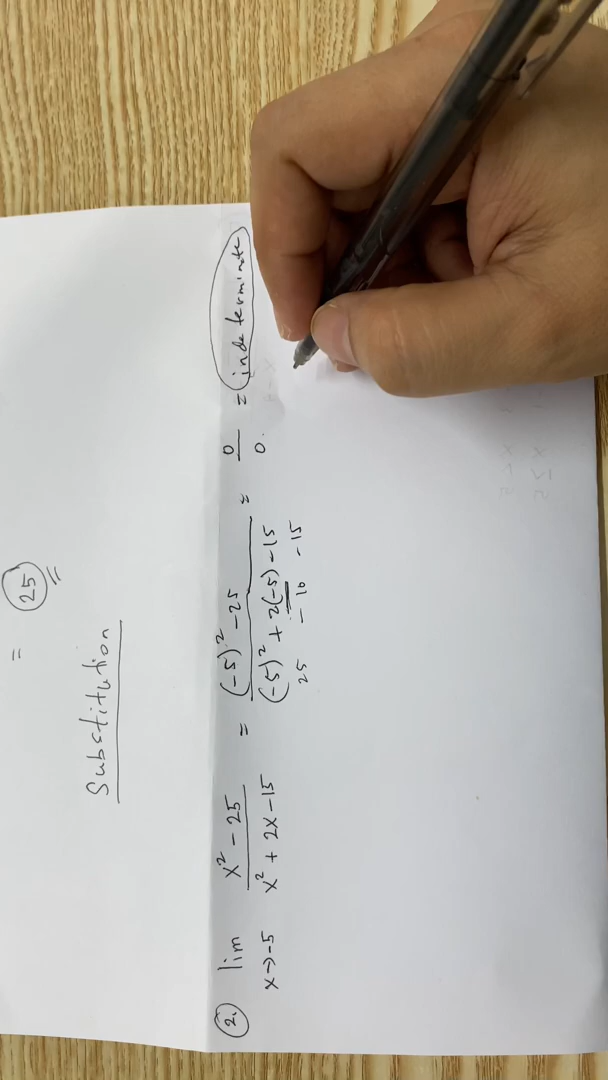 = 25
Substitution
2. lim x² - 25 = (-5)² - 25 = 0 = indeterminate
x→-5 x² + 2x - 15 (-5)² + 2(-5) - 15 0.
25 - 10 - 15